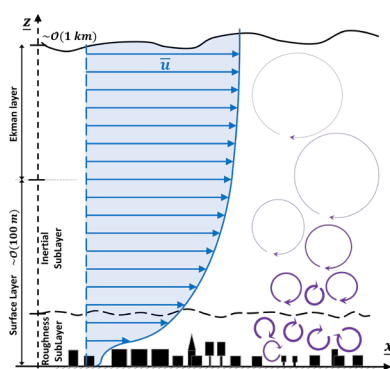 z
~𝒪(1 km)
Ekman layer
u̅
Surface Layer ~𝒪(100 m)
Inertial
SubLayer
Roughness
SubLayer
x